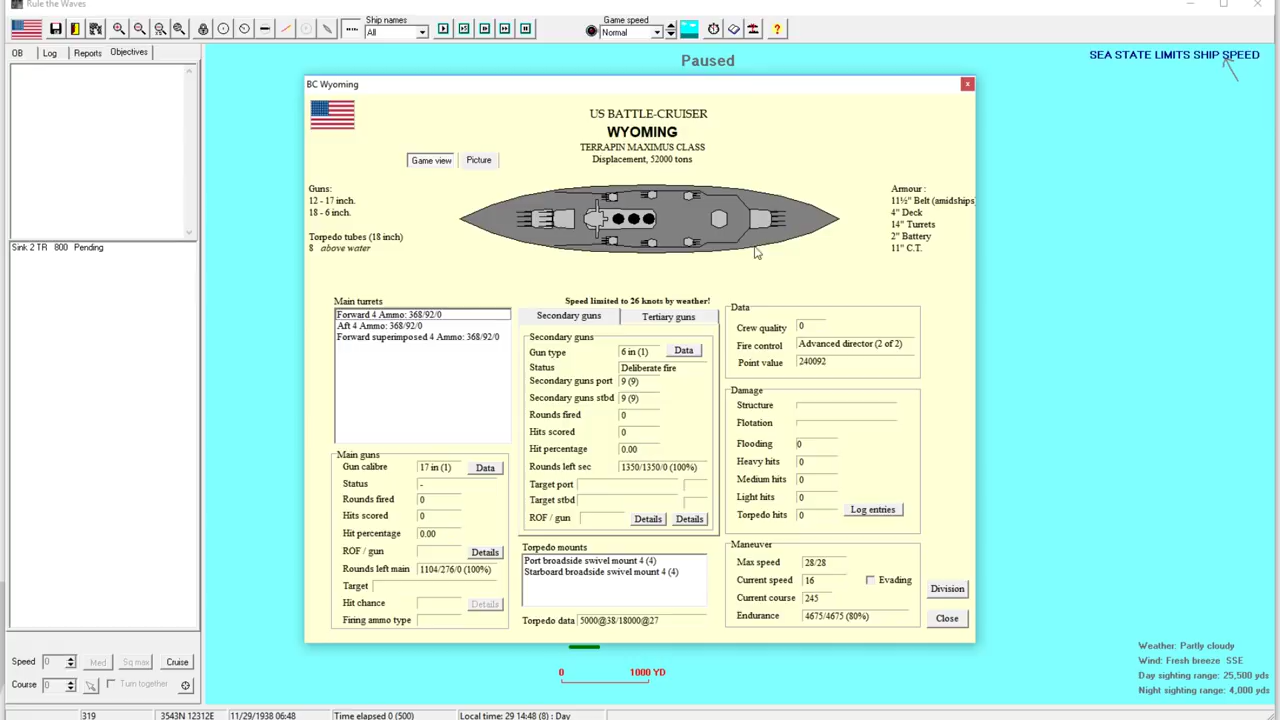 Rule the Waves
Ship names
All
Game speed
Normal
OB
Log
Reports
Objectives
Paused
SEA STATE LIMITS SHIP SPEED
Sink 2 TR 800 Pending
BC Wyoming
x
US BATTLE-CRUISER
WYOMING
TERRAPIN MAXIMUS CLASS
Displacement, 52000 tons
Game view
Picture
Guns:
12 - 17 inch.
18 - 6 inch.
Torpedo tubes (18 inch)
8 above water
Armour :
11½" Belt (amidships)
4" Deck
14" Turrets
2" Battery
11" C.T.
Speed limited to 26 knots by weather!
Main turrets
Forward 4 Ammo: 368/92/0
Aft 4 Ammo: 368/92/0
Forward superimposed 4 Ammo: 368/92/0
Main guns
Gun calibre 17 in (1) Data
Status -
Rounds fired 0
Hits scored 0
Hit percentage 0.00
ROF / gun Details
Rounds left main 1104/276/0 (100%)
Target
Hit chance Details
Firing ammo type
Secondary guns
Tertiary guns
Secondary guns
Gun type 6 in (1) Data
Status Deliberate fire
Secondary guns port 9 (9)
Secondary guns stbd 9 (9)
Rounds fired 0
Hits scored 0
Hit percentage 0.00
Rounds left sec 1350/1350/0 (100%)
Target port
Target stbd
ROF / gun Details Details
Torpedo mounts
Port broadside swivel mount 4 (4)
Starboard broadside swivel mount 4 (4)
Torpedo data 5000@38/18000@27
Data
Crew quality 0
Fire control Advanced director (2 of 2)
Point value 240092
Damage
Structure
Flotation
Flooding 0
Heavy hits 0
Medium hits 0
Light hits 0
Torpedo hits 0
Log entries
Maneuver
Max speed 28/28
Current speed 16 Evading
Current course 245
Endurance 4675/4675 (80%)
Division
Close
0 1000 YD
Weather: Partly cloudy
Wind: Fresh breeze SSE
Day sighting range: 25,500 yds
Night sighting range: 4,000 yds
Speed 0 Med Sq max Cruise
Course 0 Turn together
319 3543N 12312E 11/29/1938 06:48 Time elapsed 0 (500) Local time: 29 14:48 (8) : Day